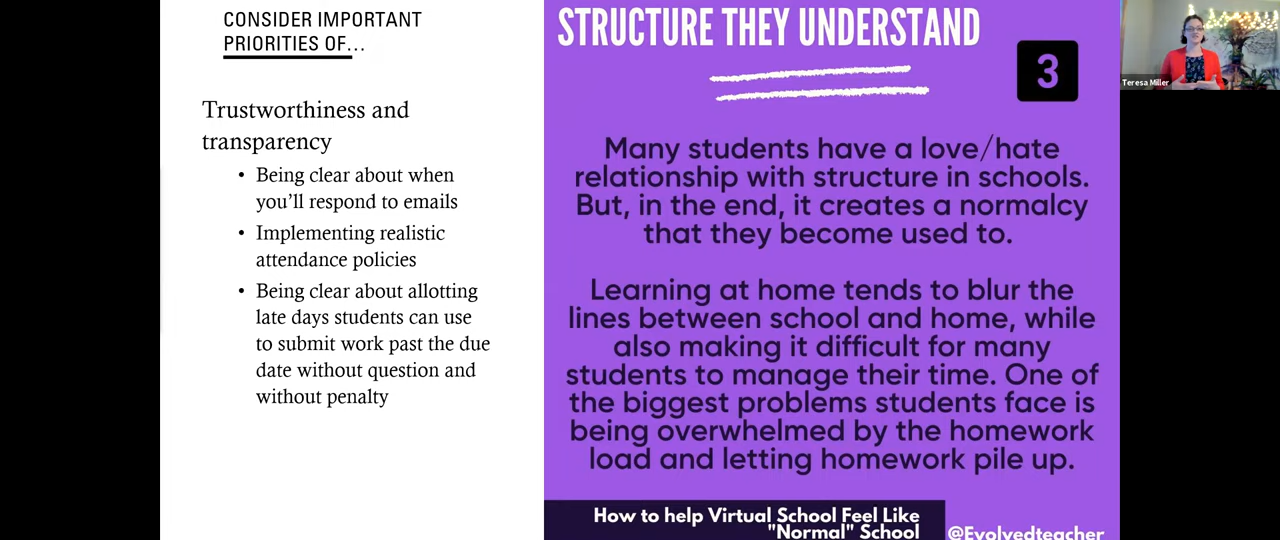 CONSIDER IMPORTANT
PRIORITIES OF…
Trustworthiness and
transparency
• Being clear about when
you’ll respond to emails
• Implementing realistic
attendance policies
• Being clear about allotting
late days students can use
to submit work past the due
date without question and
without penalty
STRUCTURE THEY UNDERSTAND
3
Many students have a love/hate
relationship with structure in schools.
But, in the end, it creates a normalcy
that they become used to.
Learning at home tends to blur the
lines between school and home, while
also making it difficult for many
students to manage their time. One of
the biggest problems students face is
being overwhelmed by the homework
load and letting homework pile up.
How to help Virtual School Feel Like
"Normal" School
@Evolvedteacher
Teresa Miller